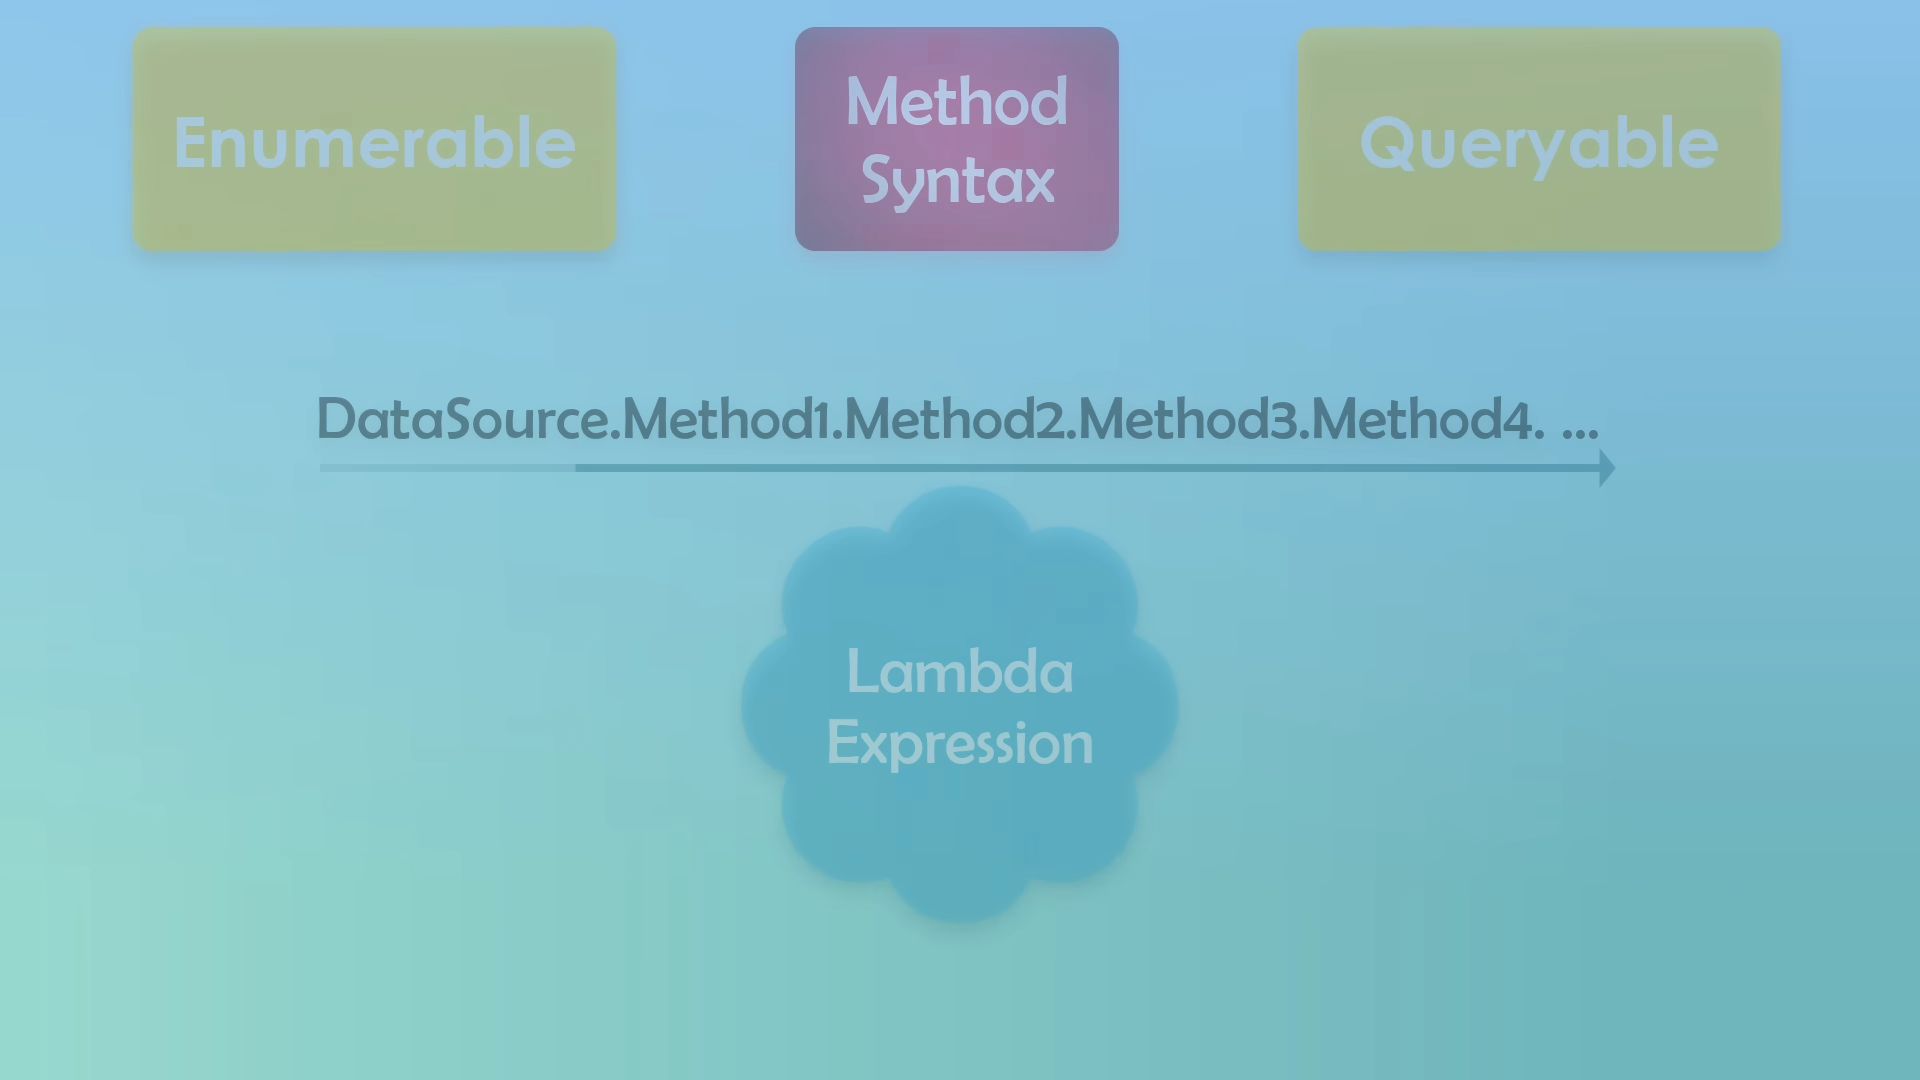 Enumerable
Method
Syntax
Queryable
DataSource.Method1.Method2.Method3.Method4. ...
Lambda
Expression